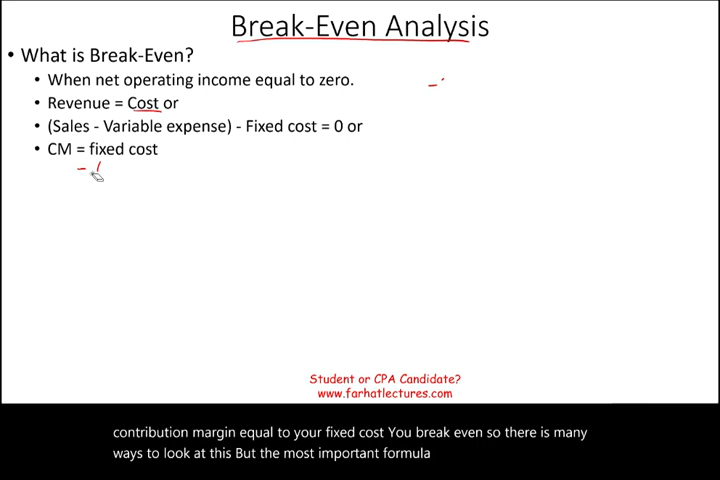 Break-Even Analysis
• What is Break-Even?
• When net operating income equal to zero.
• Revenue = Cost or
• (Sales - Variable expense) - Fixed cost = 0 or
• CM = fixed cost
Student or CPA Candidate?
www.farhatlectures.com
contribution margin equal to your fixed cost You break even so there is many
ways to look at this But the most important formula